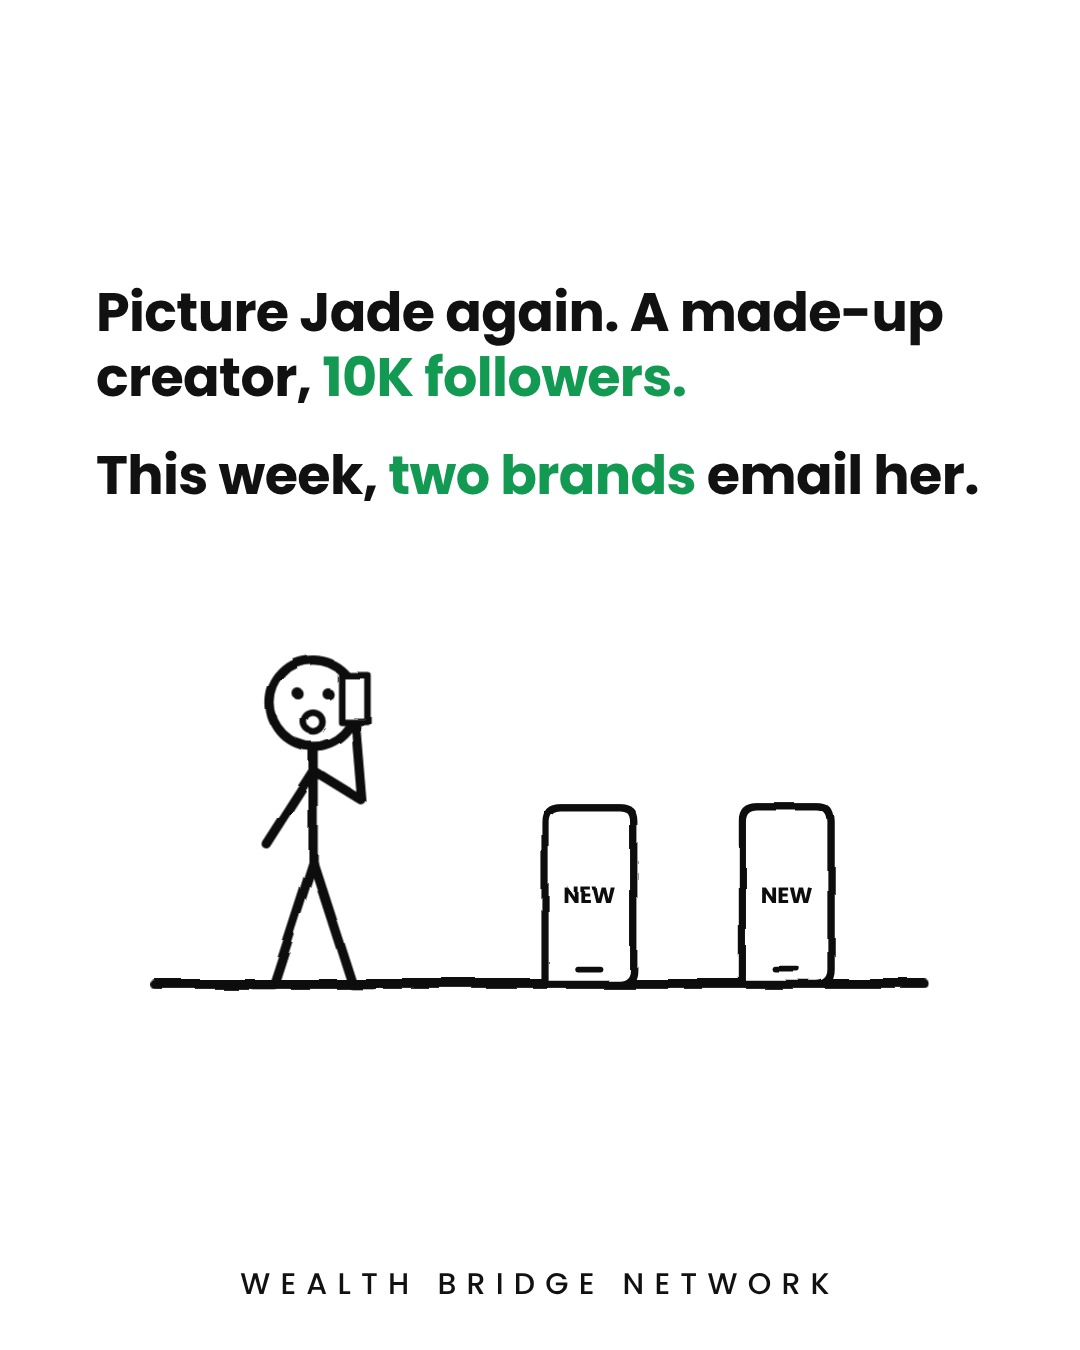 Picture Jade again. A made-up
creator, 10K followers.
This week, two brands email her.
NEW
NEW
WEALTH BRIDGE NETWORK